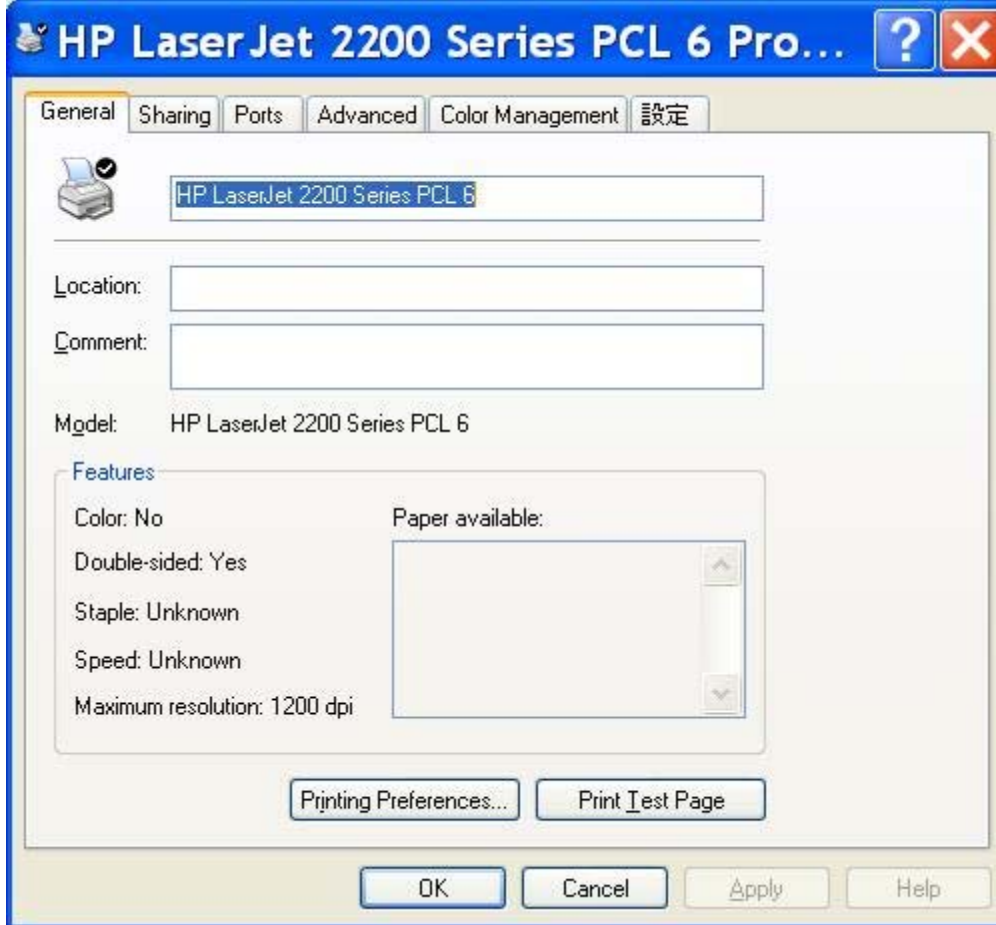 HP LaserJet 2200 Series PCL 6 Pro...
General Sharing Ports Advanced Color Management 設定
HP LaserJet 2200 Series PCL 6
Location:
Comment:
Model: HP LaserJet 2200 Series PCL 6
Features
Color: No Paper available:
Double-sided: Yes
Staple: Unknown
Speed: Unknown
Maximum resolution: 1200 dpi
Printing Preferences... Print Test Page
OK Cancel Apply Help